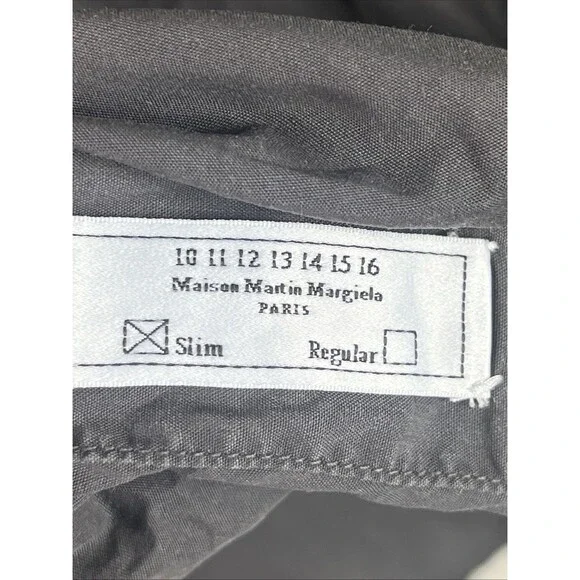 10 11 12 13 14 15 16
Maison Martin Margiela
PARIS
Slim Regular